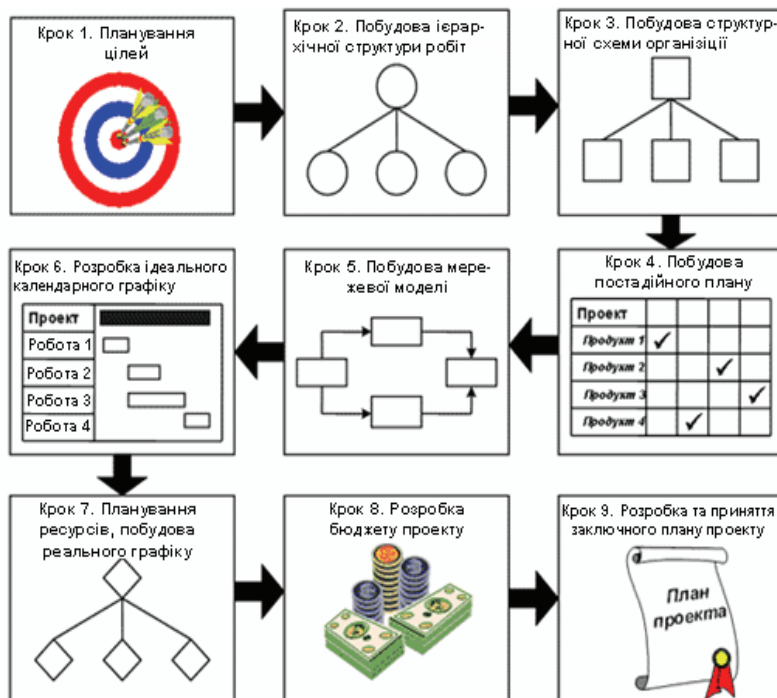 Крок 1. Планування
цілей
Крок 2. Побудова ієрар-
хічної структури робіт
Крок 3. Побудова структур-
ної схеми організіції
Крок 4. Побудова
постадійного плану
Проект
Продукт 1
Продукт 2
Продукт 3
Продукт 4
Крок 5. Побудова мере-
жевої моделі
Крок 6. Розробка ідеального
календарного графіку
Проект
Робота 1
Робота 2
Робота 3
Робота 4
Крок 7. Планування
ресурсів, побудова
реального графіку
Крок 8. Розробка
бюджету проекту
Крок 9. Розробка та приняття
заключного плану проекту
План
проекта